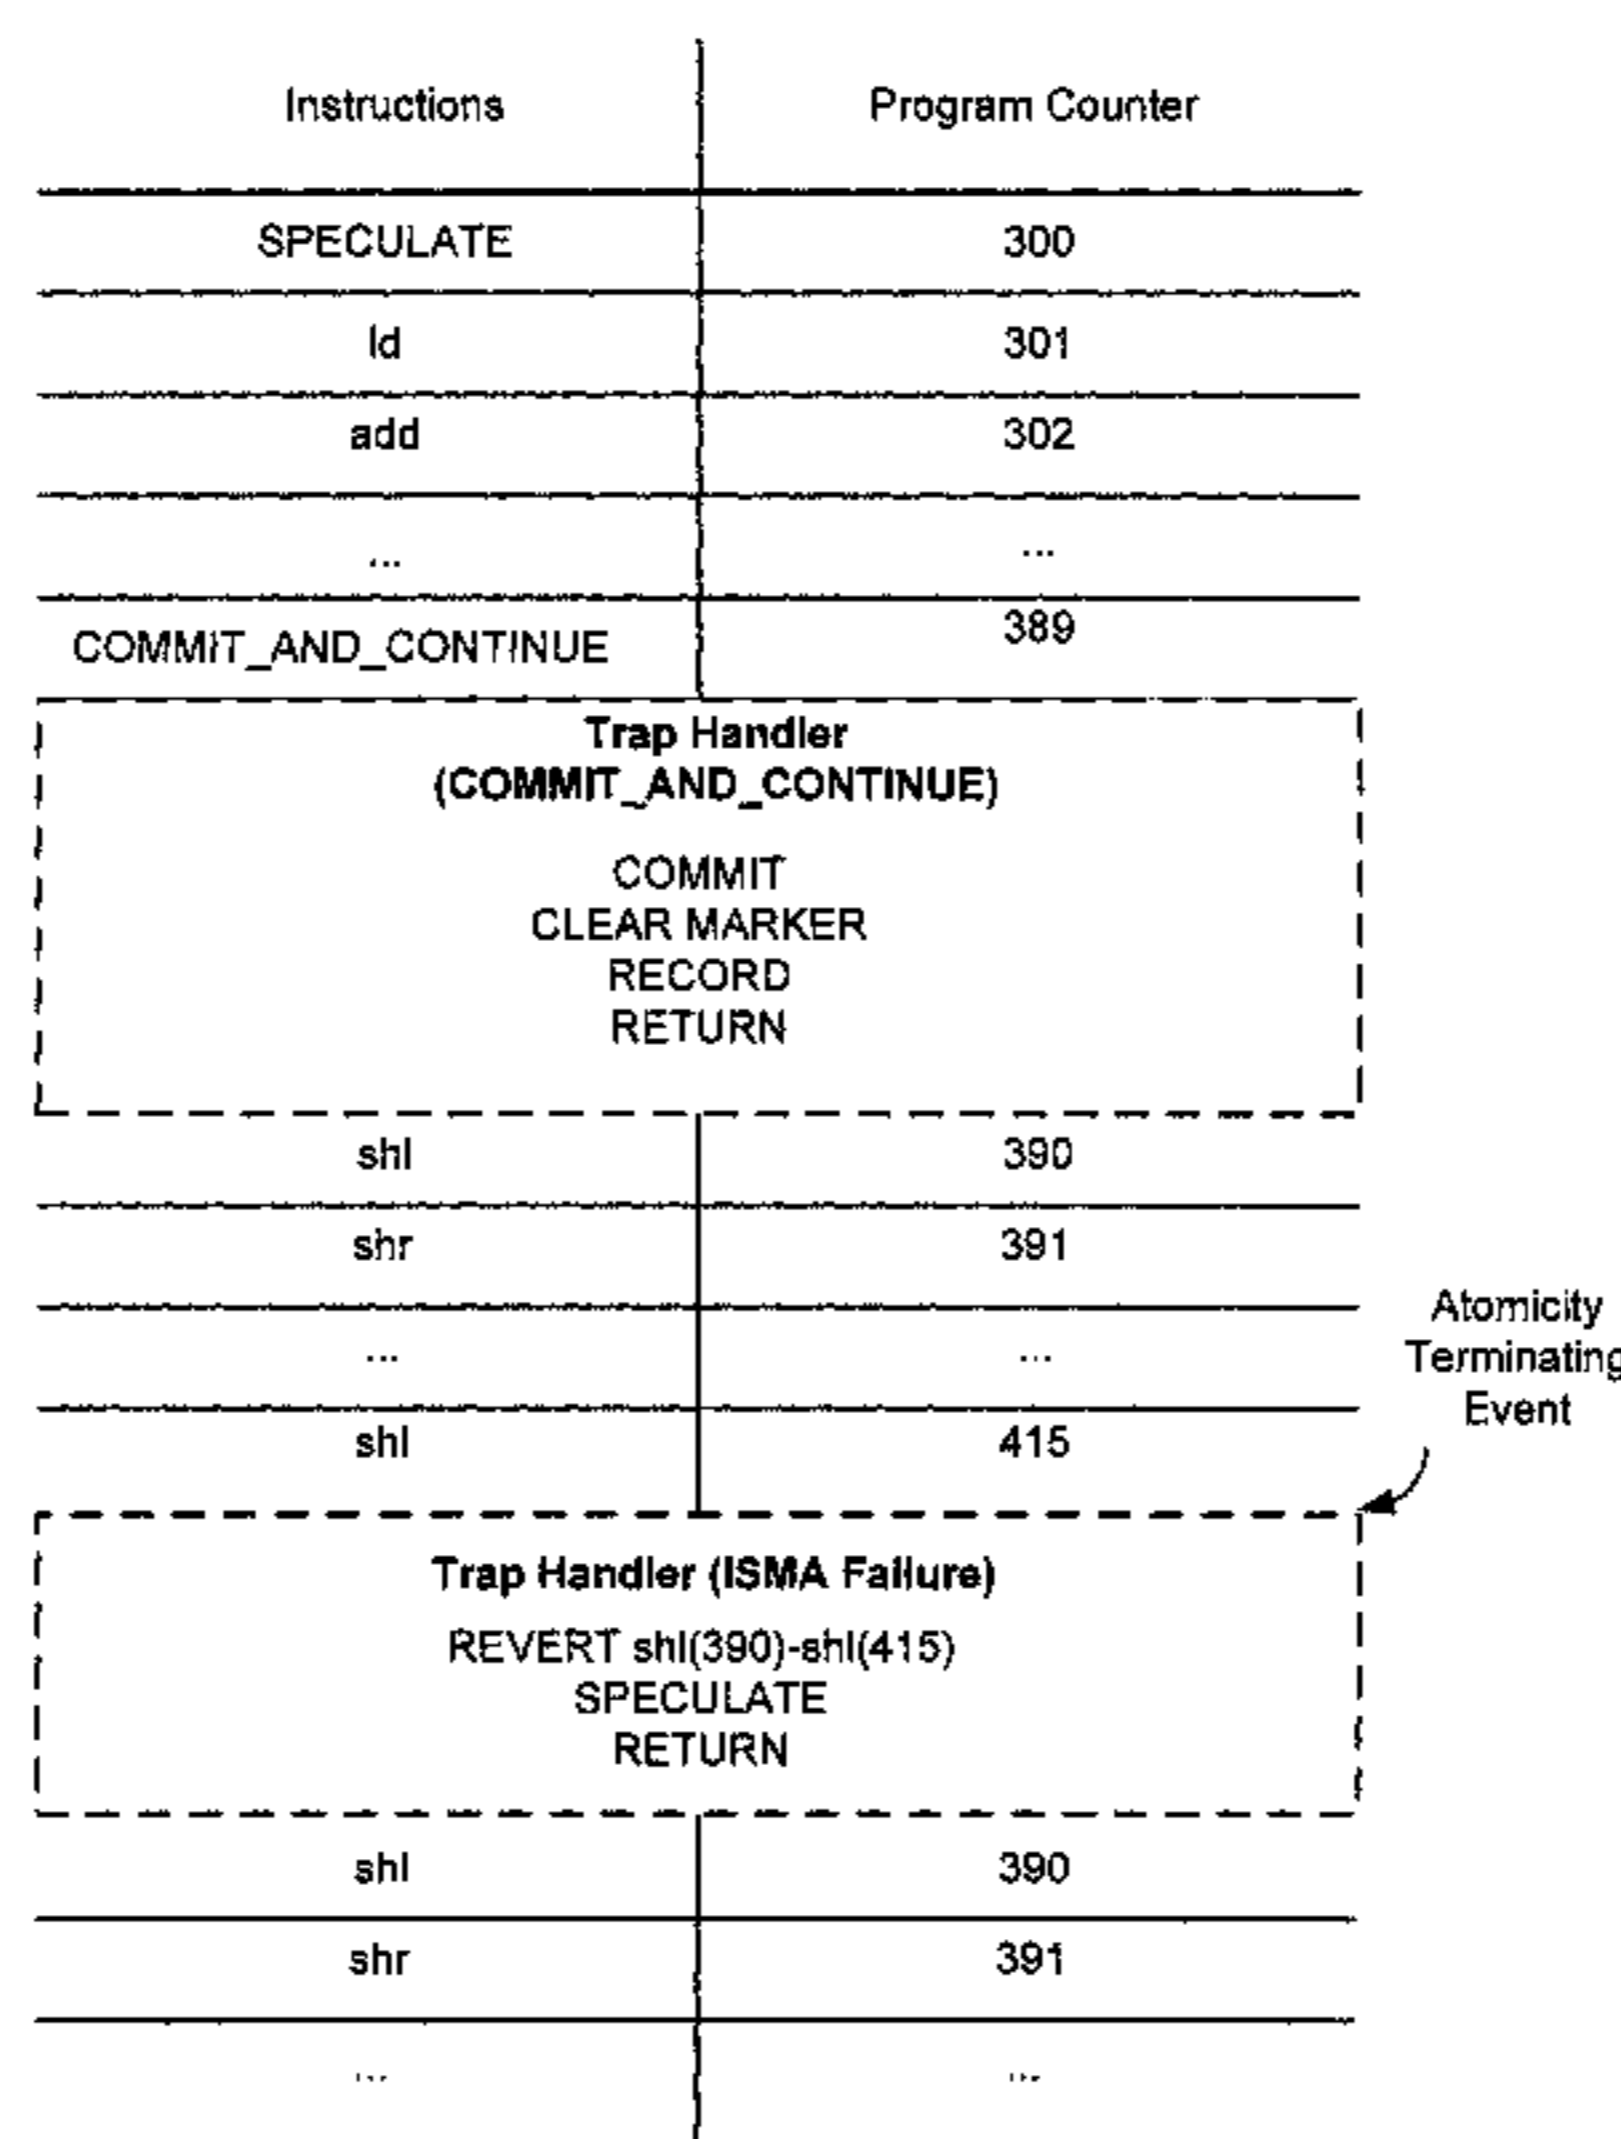 Instructions Program Counter
SPECULATE 300
ld 301
add 302
... ...
COMMIT_AND_CONTINUE 389
Trap Handler
(COMMIT_AND_CONTINUE)
COMMIT
CLEAR MARKER
RECORD
RETURN
shl 390
shr 391
... ...
shl 415
Atomicity
Terminating
Event
Trap Handler (ISMA Failure)
REVERT shl(390)-shl(415)
SPECULATE
RETURN
shl 390
shr 391
... ...